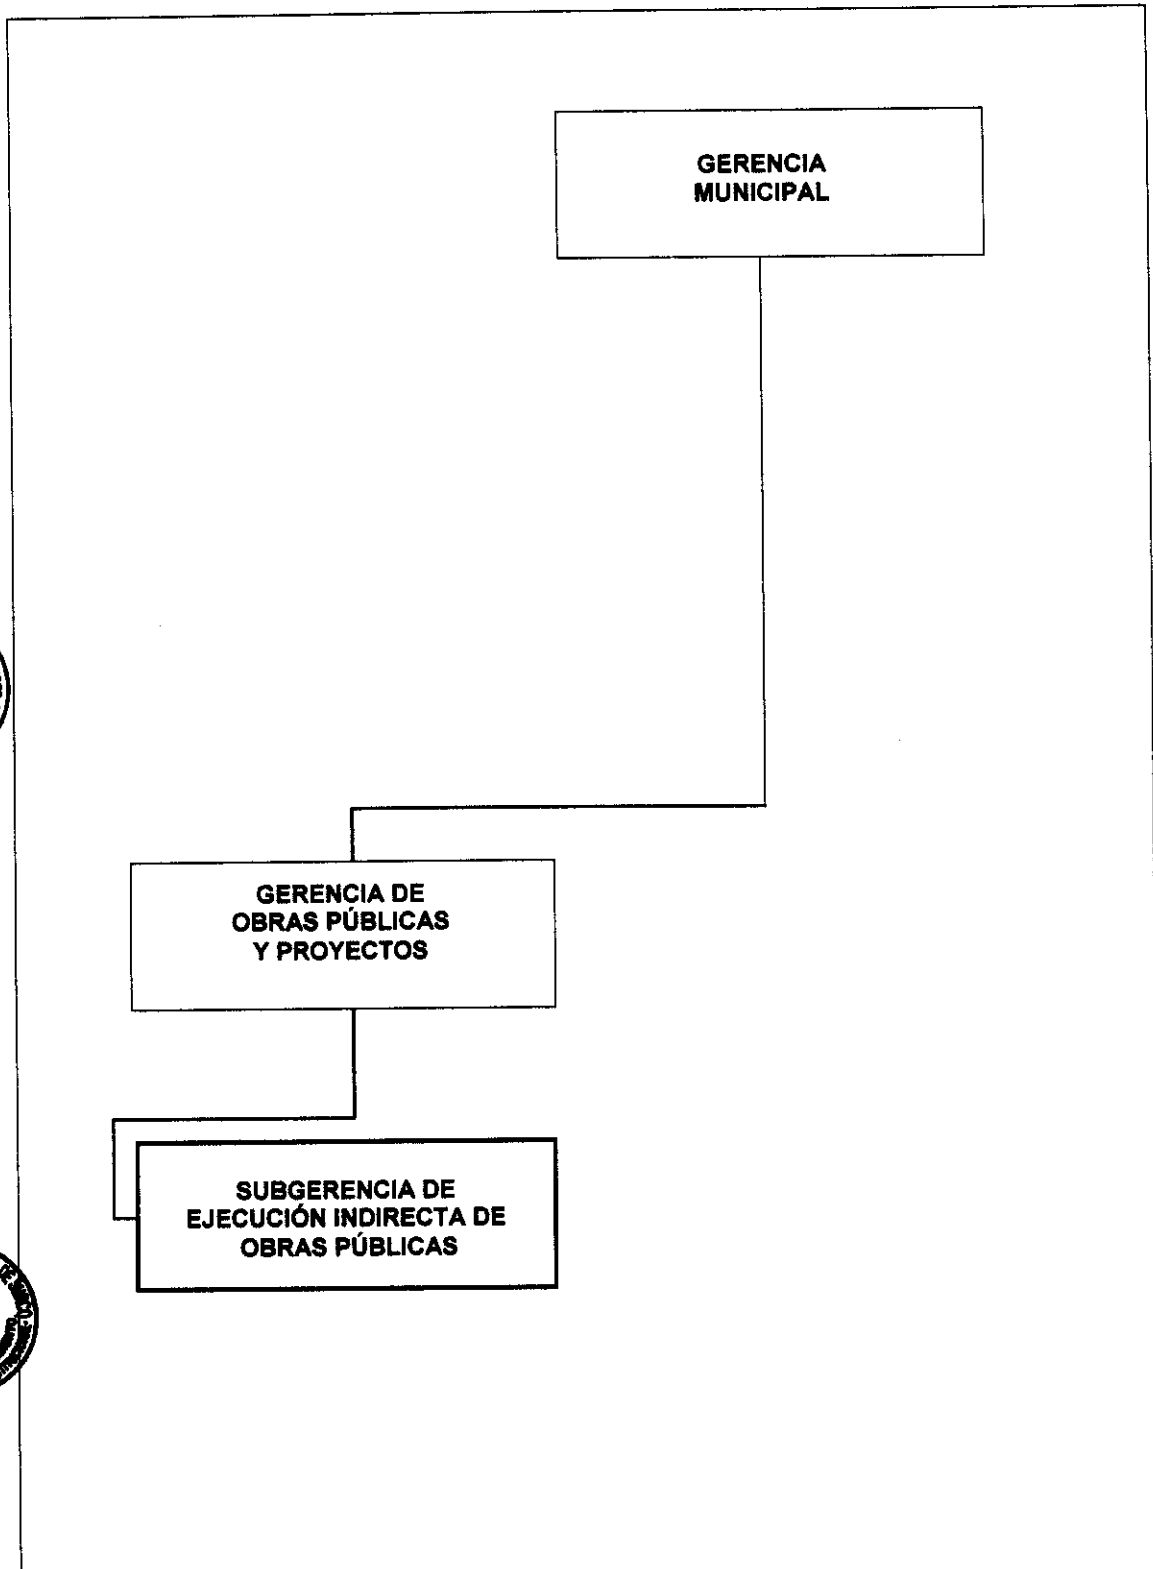 GERENCIA
MUNICIPAL
GERENCIA DE
OBRAS PÚBLICAS
Y PROYECTOS
SUBGERENCIA DE
EJECUCIÓN INDIRECTA DE
OBRAS PÚBLICAS